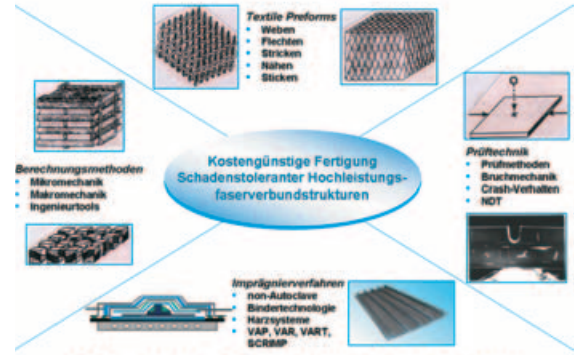 Textile Preforms
• Weben
• Flechten
• Stricken
• Nähen
• Sticken
Berechnungsmethoden
• Mikromechanik
• Makromechanik
• Ingenieurtools
Kostengünstige Fertigung
Schadenstoleranter Hochleistungs-
faserverbundstrukturen
Prüftechnik
• Prüfmethoden
• Bruchmechanik
• Crash-Verhalten
• NDT
Imprägnierverfahren
• non-Autoclave
• Bindertechnologie
• Harzsysteme
• VAP, VAR, VART,
SCRIMP